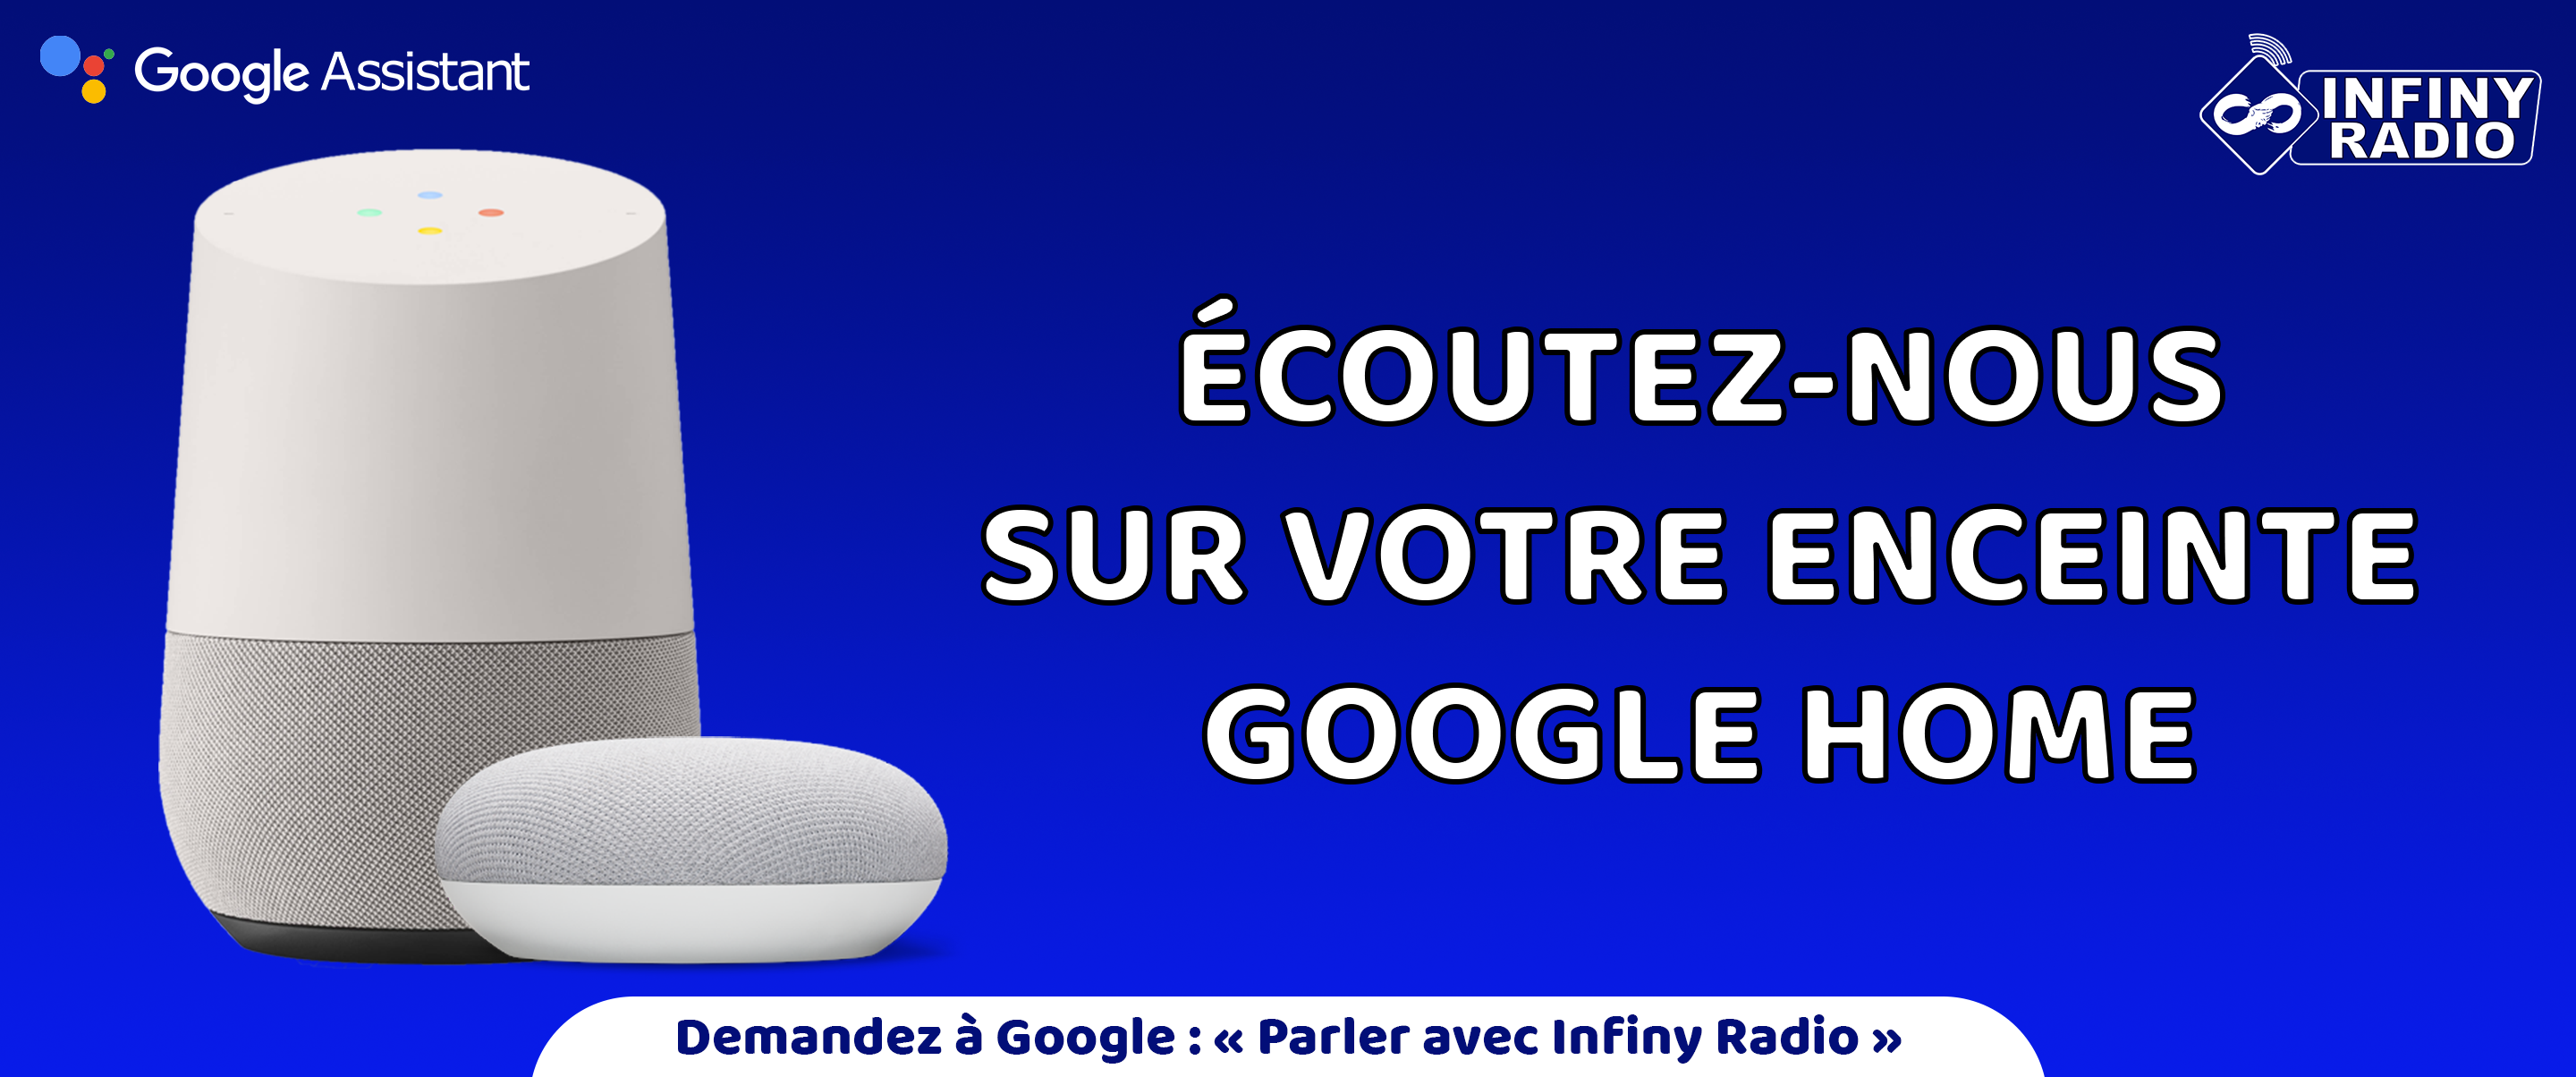 Google Assistant
INFINY
RADIO
ÉCOUTEZ-NOUS
SUR VOTRE ENCEINTE
GOOGLE HOME
Demandez à Google : « Parler avec Infiny Radio »